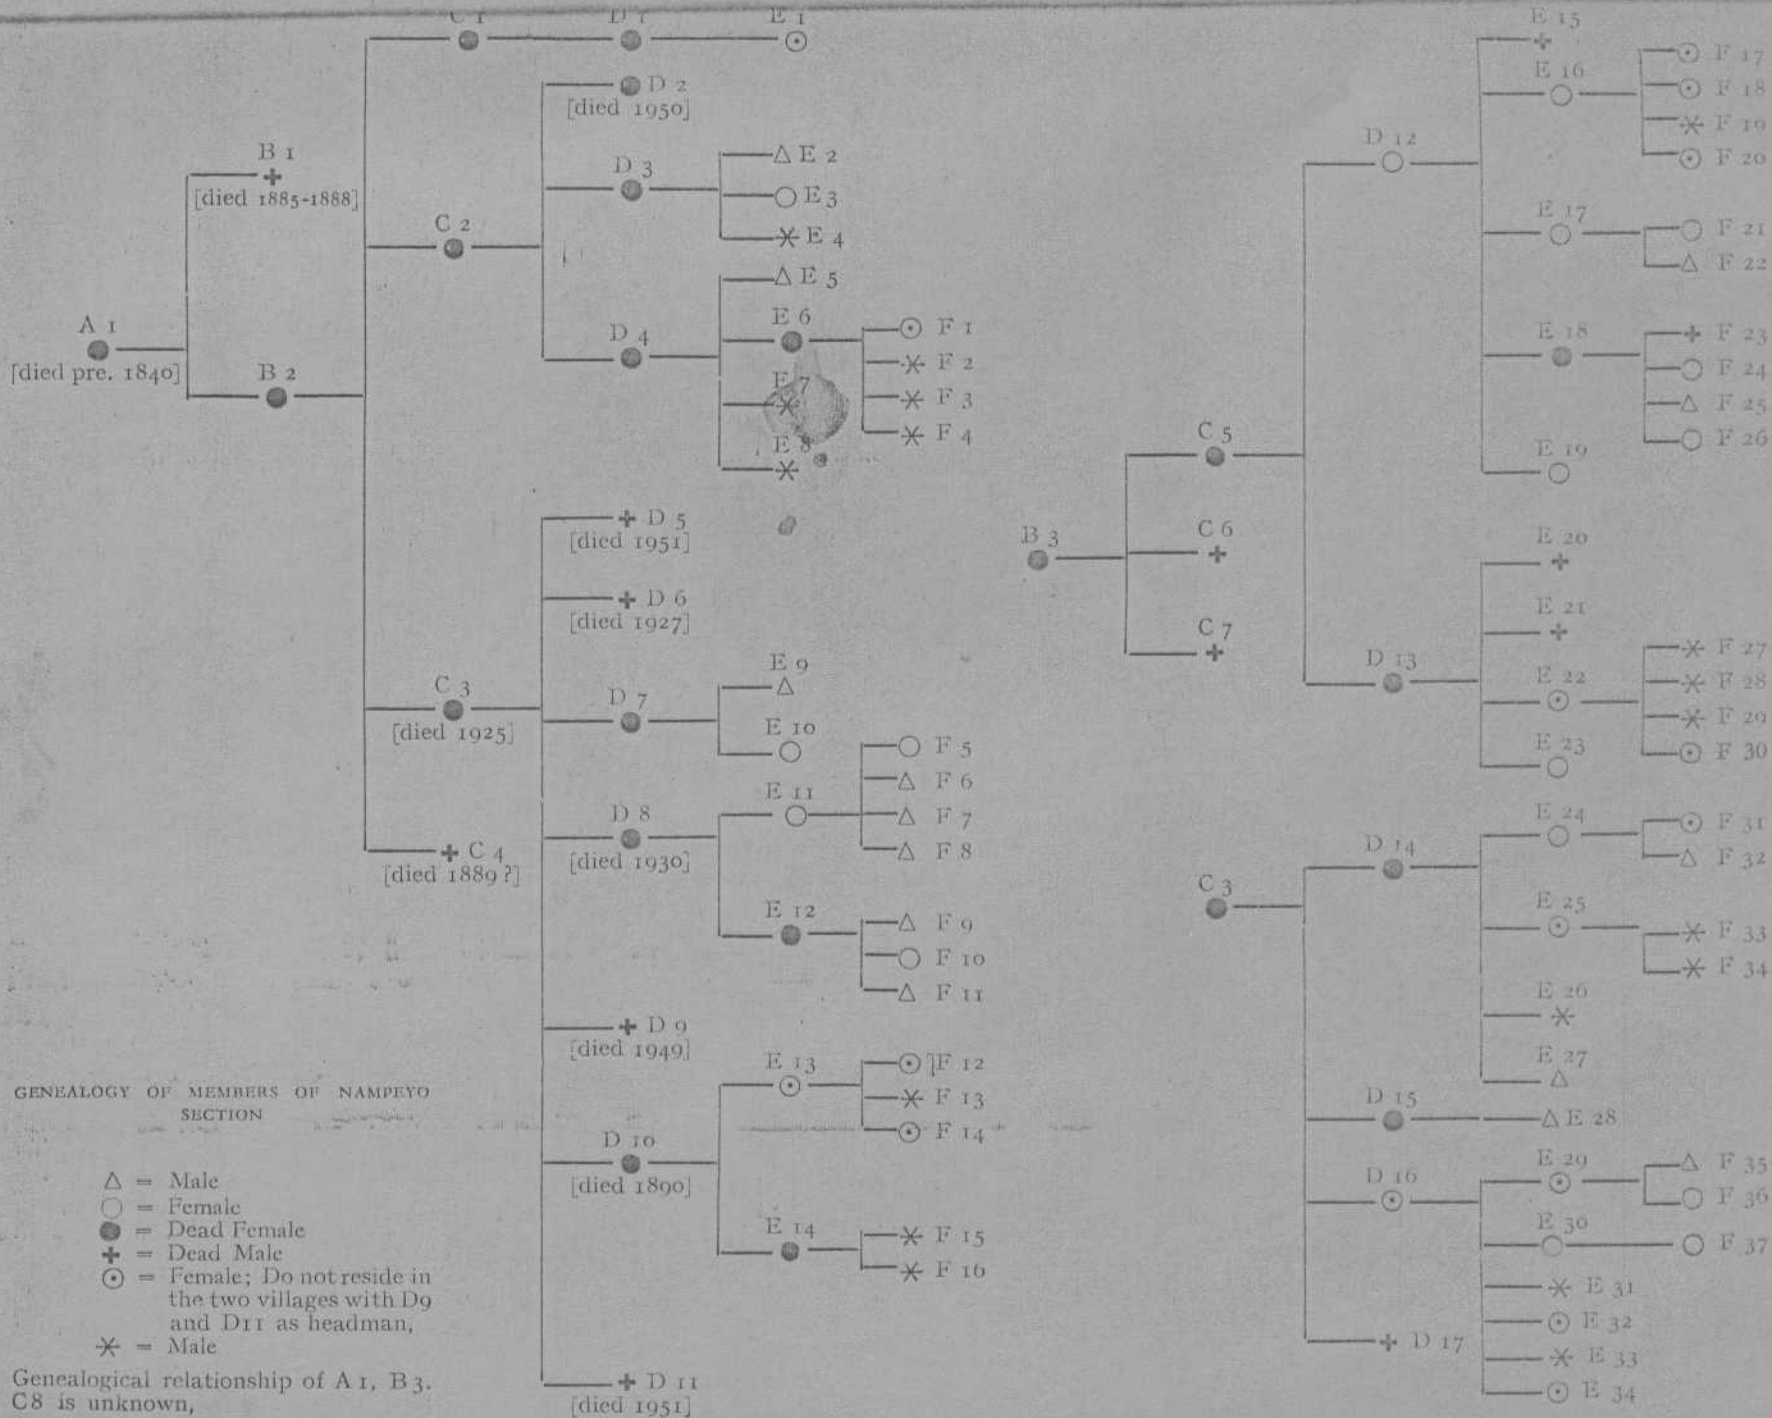 C 1
D 1
E 1
D 2
[died 1950]
B 1
[died 1885-1888]
D 3
E 2
E 3
E 4
C 2
E 5
A 1
[died pre. 1840]
D 4
E 6
F 1
F 2
F 3
F 4
B 2
E 7
E 8
D 5
[died 1951]
D 6
[died 1927]
C 3
[died 1925]
D 7
E 9
E 10
F 5
F 6
F 7
F 8
E 11
D 8
[died 1930]
C 4
[died 1889?]
E 12
F 9
F 10
F 11
D 9
[died 1949]
E 13
F 12
F 13
F 14
D 10
[died 1890]
E 14
F 15
F 16
D 11
[died 1951]
GENEALOGY OF MEMBERS OF NAMPEYO
SECTION
△ = Male
○ = Female
● = Dead Female
+ = Dead Male
⊙ = Female; Do not reside in
the two villages with D9
and D11 as headman,
✳ = Male
Genealogical relationship of A 1, B 3.
C8 is unknown,
E 15
E 16
F 17
F 18
F 19
F 20
D 12
E 17
F 21
F 22
E 18
F 23
F 24
F 25
F 26
C 5
E 19
B 3
C 6
E 20
E 21
C 7
D 13
E 22
F 27
F 28
F 29
F 30
E 23
E 24
F 31
F 32
D 14
C 3
E 25
F 33
F 34
E 26
E 27
D 15
E 28
D 16
E 29
F 35
F 36
E 30
F 37
E 31
E 32
D 17
E 33
E 34